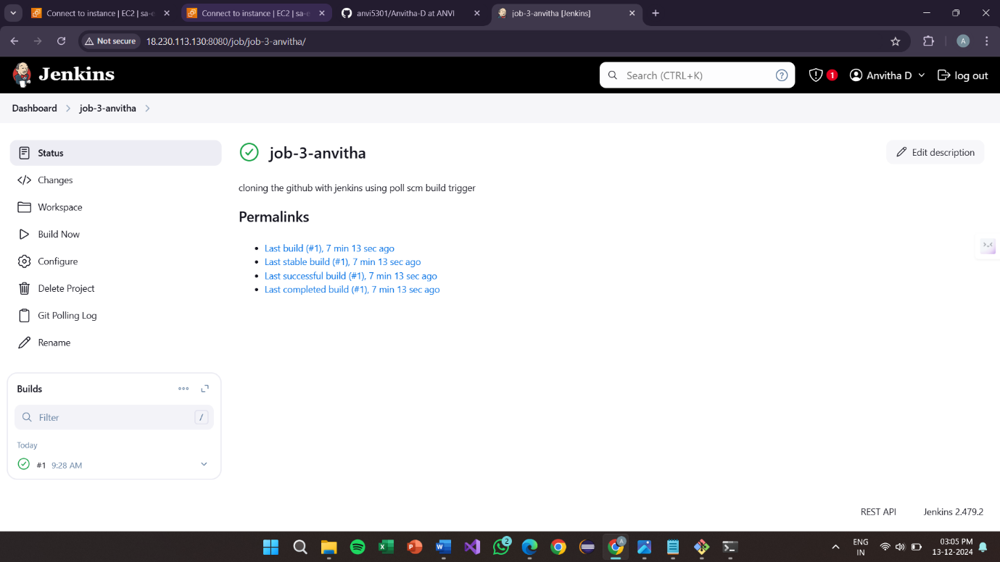 Connect to instance | EC2 | sa-e
Connect to instance | EC2 | sa-e
anvi5301/Anvitha-D at ANVI
job-3-anvitha [Jenkins]
Not secure
18.230.113.130:8080/job/job-3-anvitha/
A
Jenkins
Search (CTRL+K)
?
1
Anvitha D
log out
Dashboard
job-3-anvitha
Status
Changes
Workspace
Build Now
Configure
Delete Project
Git Polling Log
Rename
job-3-anvitha
Edit description
cloning the github with jenkins using poll scm build trigger
Permalinks
Last build (#1), 7 min 13 sec ago
Last stable build (#1), 7 min 13 sec ago
Last successful build (#1), 7 min 13 sec ago
Last completed build (#1), 7 min 13 sec ago
Builds
Filter
/
Today
#1 9:28 AM
REST API
Jenkins 2.479.2
2
A
ENG
IN
03:05 PM
13-12-2024